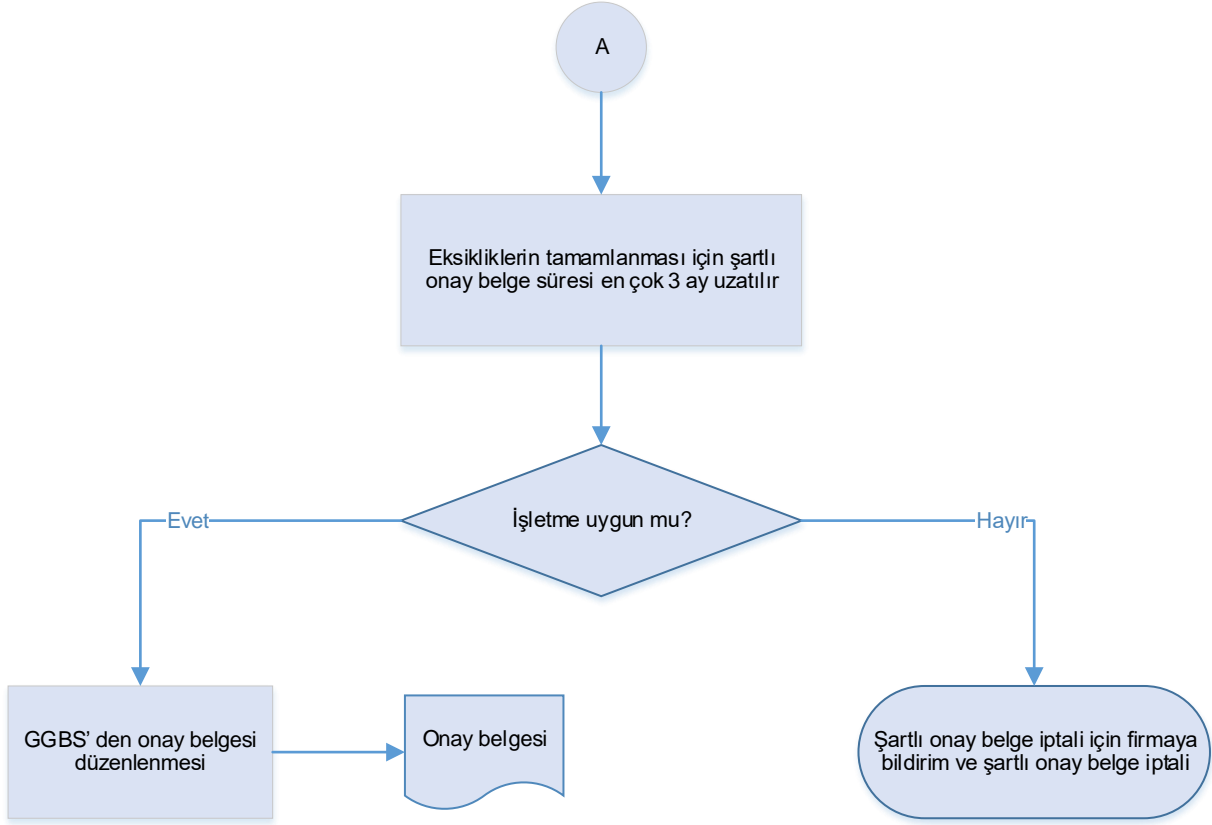 A
Eksikliklerin tamamlanması için şartlı
onay belge süresi en çok 3 ay uzatılır
İşletme uygun mu?
Evet
Hayır
GGBS’ den onay belgesi
düzenlenmesi
Onay belgesi
Şartlı onay belge iptali için firmaya
bildirim ve şartlı onay belge iptali